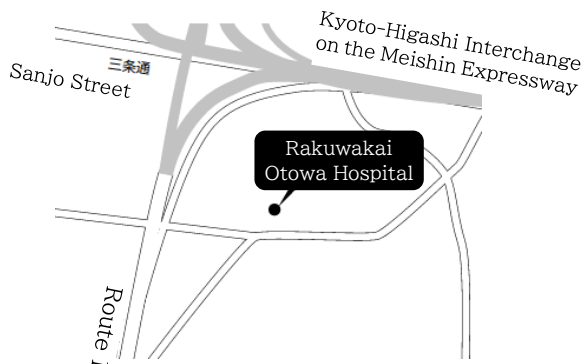 Kyoto-Higashi Interchange
on the Meishin Expressway
三条通
Sanjo Street
Rakuwakai
Otowa Hospital
Route